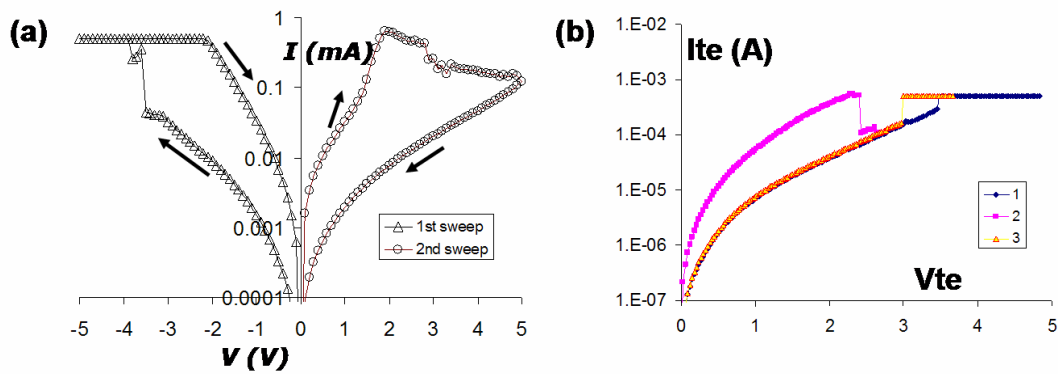 (a)
I (mA)
1
0.1
0.01
0.001
0.0001
1st sweep
2nd sweep
-5 -4 -3 -2 -1 0 1 2 3 4 5
V (V)
(b)
Ite (A)
1.E-02
1.E-03
1.E-04
1.E-05
1.E-06
1.E-07
1
2
3
Vte
0 1 2 3 4 5